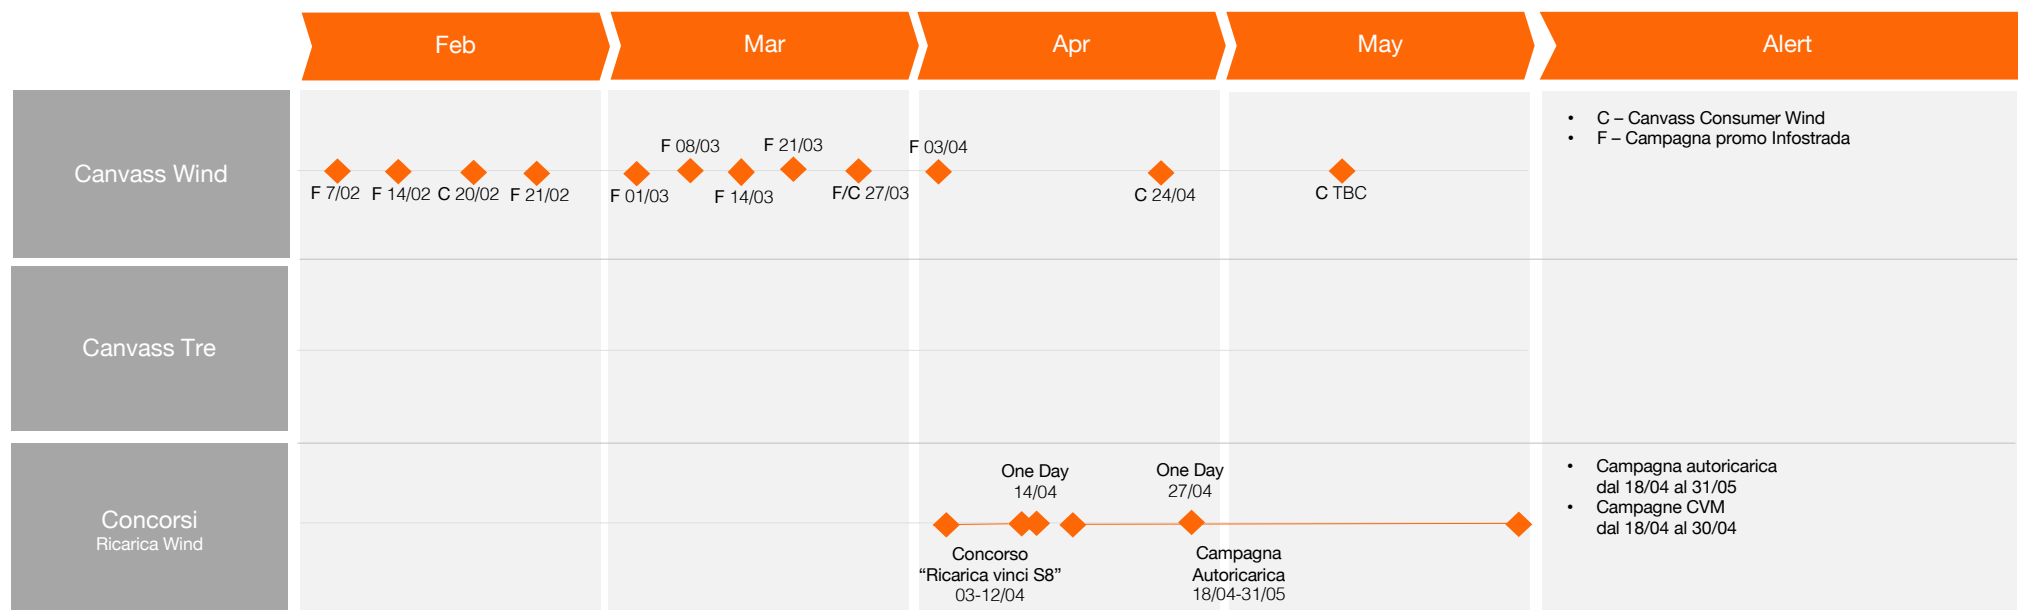 Feb
Mar
Apr
May
Alert
Canvass Wind
F 7/02
F 14/02
C 20/02
F 21/02
F 01/03
F 08/03
F 14/03
F 21/03
F/C 27/03
F 03/04
C 24/04
C TBC
• C – Canvass Consumer Wind
• F – Campagna promo Infostrada
Canvass Tre
Concorsi
Ricarica Wind
One Day
14/04
One Day
27/04
Concorso
“Ricarica vinci S8”
03-12/04
Campagna
Autoricarica
18/04-31/05
• Campagna autoricarica
dal 18/04 al 31/05
• Campagne CVM
dal 18/04 al 30/04